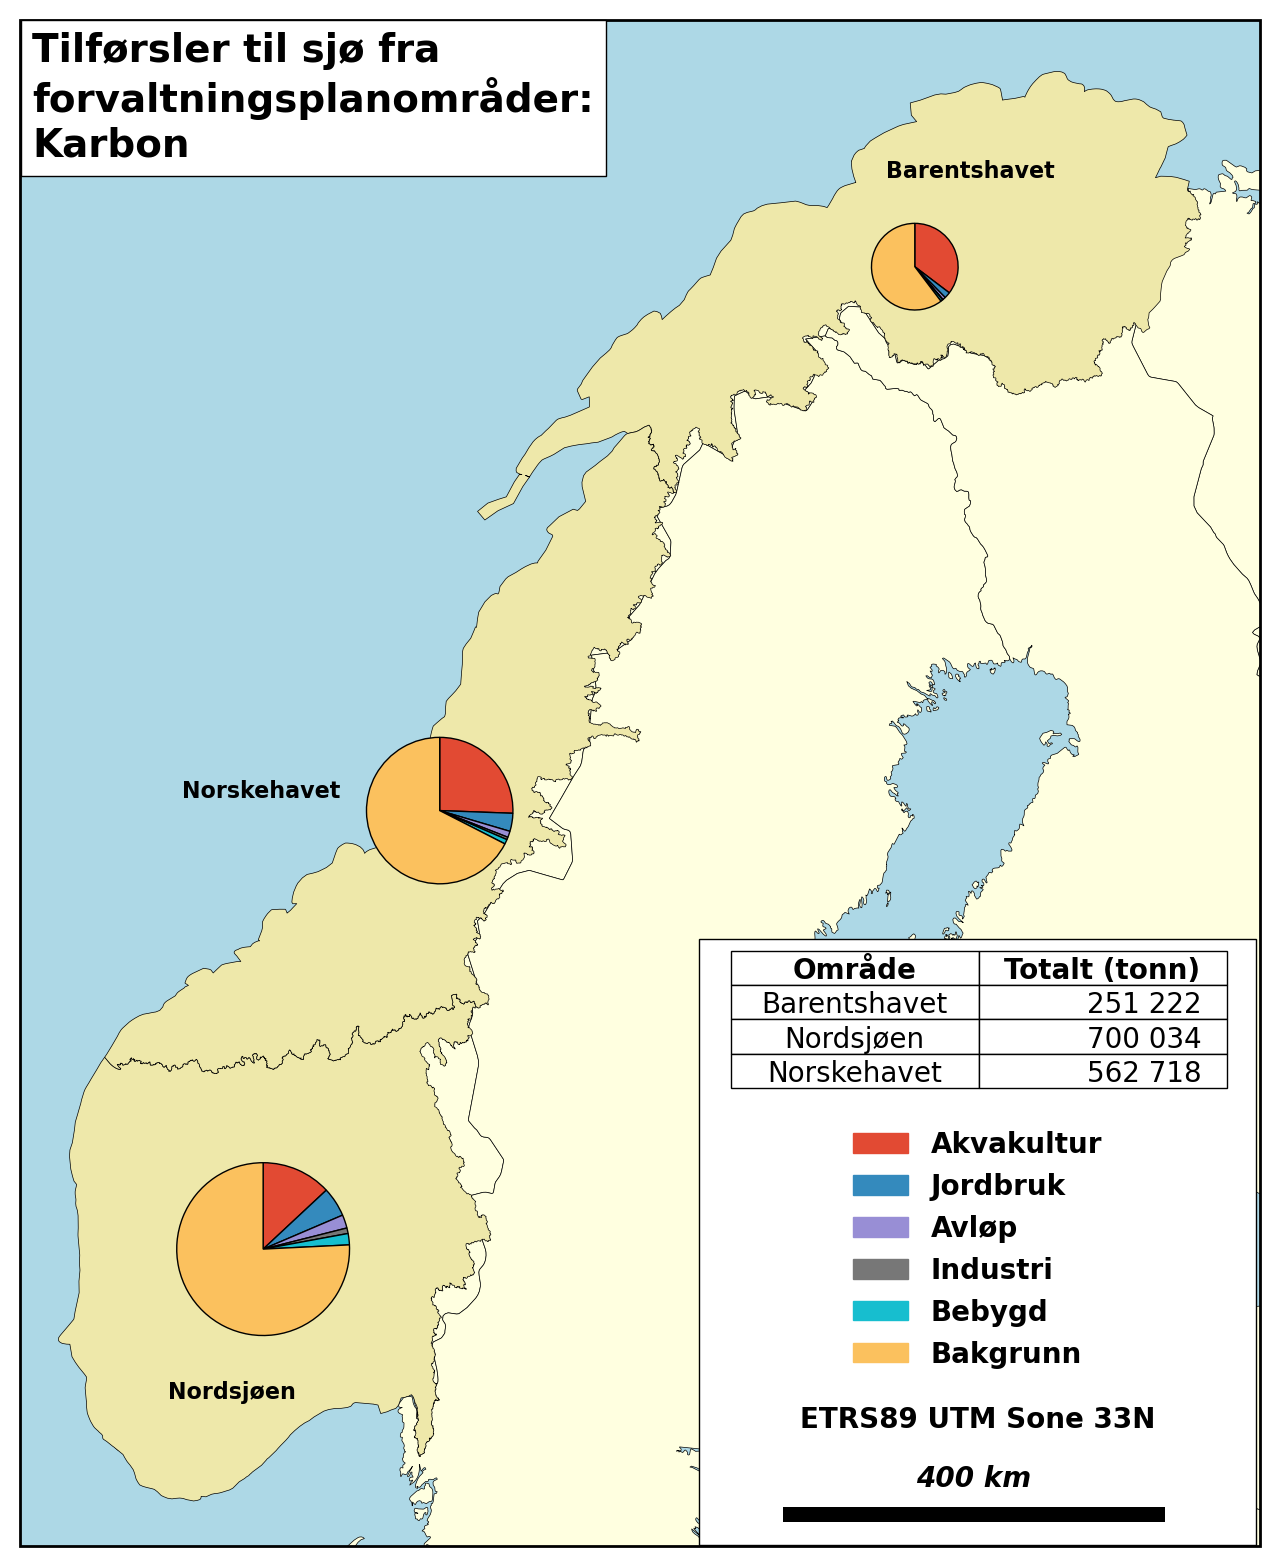 Tilførsler til sjø fra
forvaltningsplanområder:
Karbon
Barentshavet
Norskehavet
Nordsjøen
Område Totalt (tonn)
Barentshavet 251 222
Nordsjøen 700 034
Norskehavet 562 718
Akvakultur
Jordbruk
Avløp
Industri
Bebygd
Bakgrunn
ETRS89 UTM Sone 33N
400 km